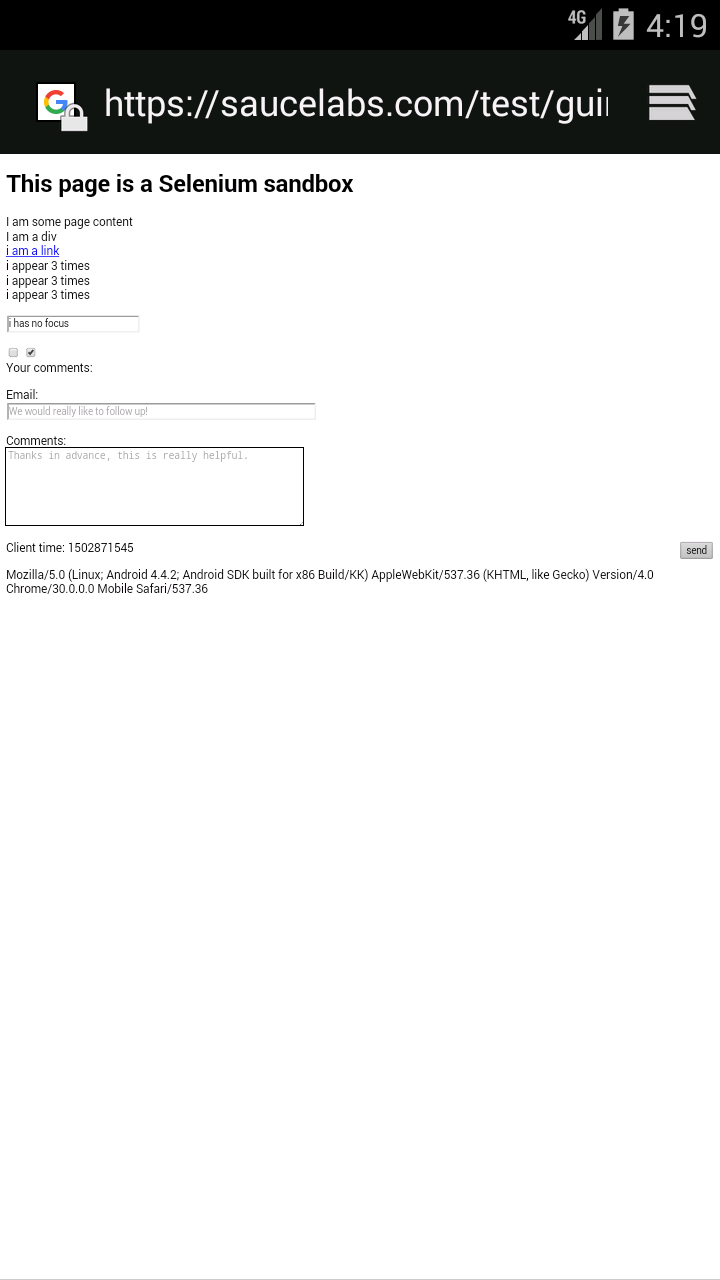 4G 4:19
https://saucelabs.com/test/gui
This page is a Selenium sandbox
I am some page content
I am a div
i am a link
i appear 3 times
i appear 3 times
i appear 3 times
i has no focus
Your comments:
Email:
We would really like to follow up!
Comments:
Thanks in advance, this is really helpful.
Client time: 1502871545
send
Mozilla/5.0 (Linux; Android 4.4.2; Android SDK built for x86 Build/KK) AppleWebKit/537.36 (KHTML, like Gecko) Version/4.0
Chrome/30.0.0.0 Mobile Safari/537.36